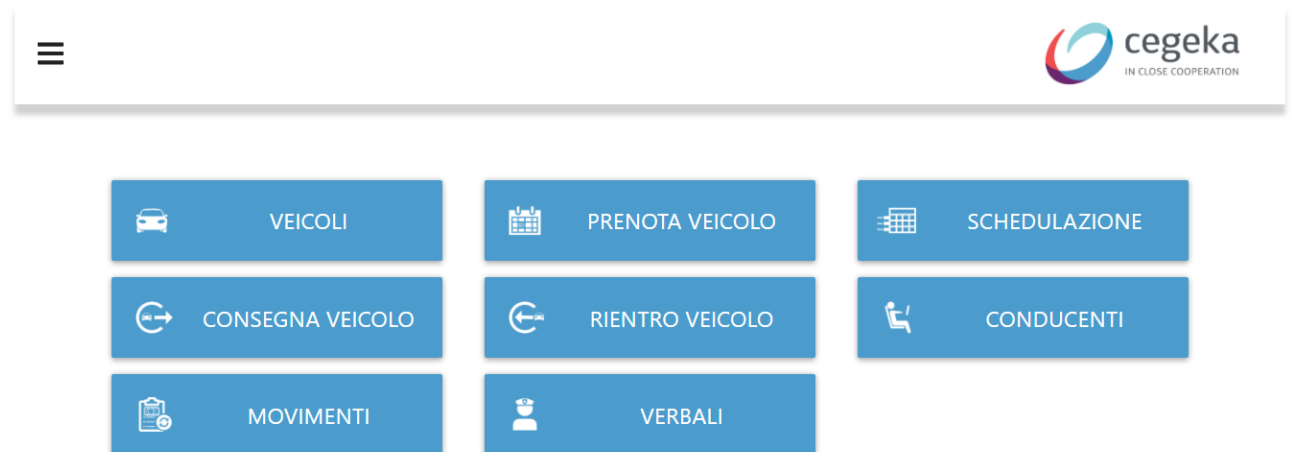 cegeka
IN CLOSE COOPERATION
VEICOLI
PRENOTA VEICOLO
SCHEDULAZIONE
CONSEGNA VEICOLO
RIENTRO VEICOLO
CONDUCENTI
MOVIMENTI
VERBALI